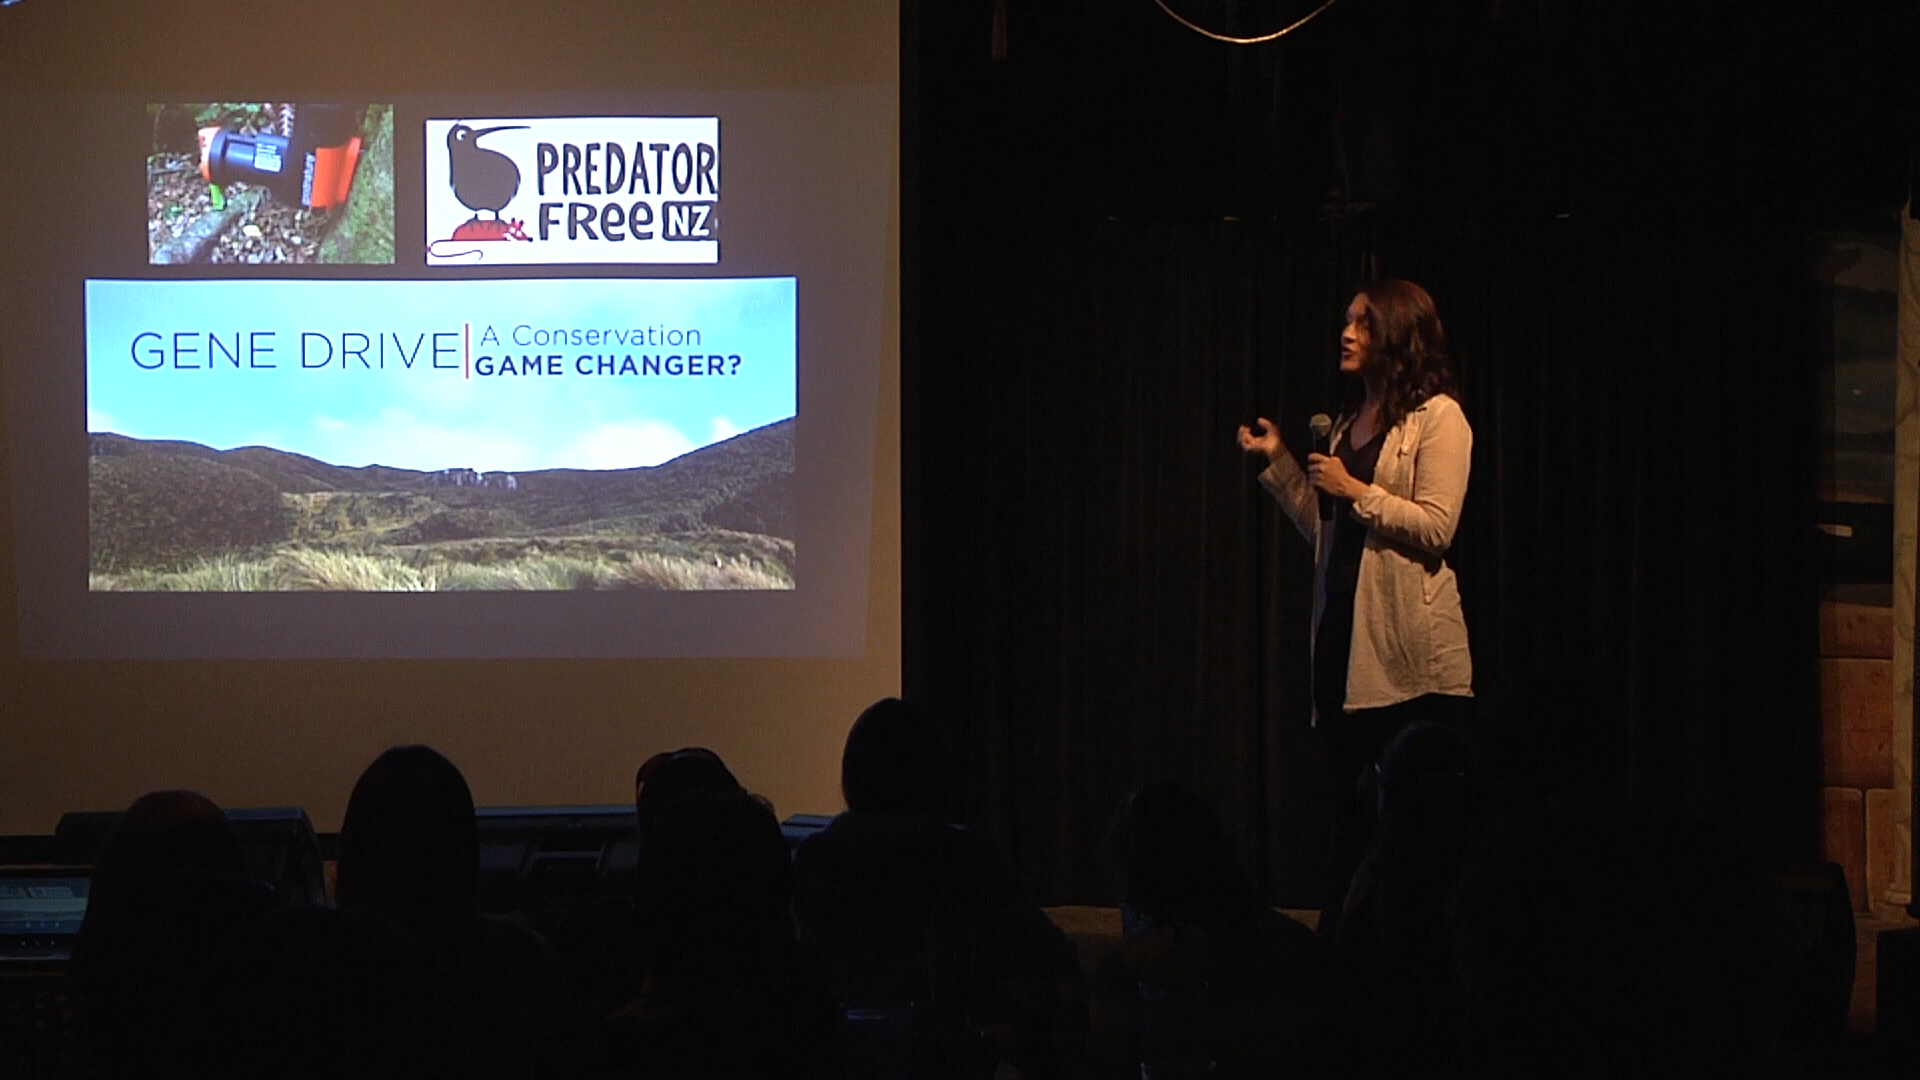 PREDATOR
FRee NZ
GENE DRIVE
A Conservation
GAME CHANGER?